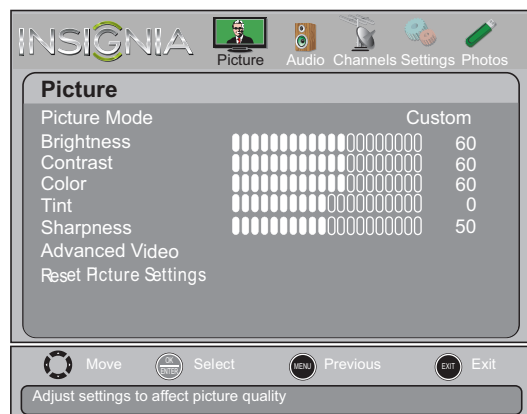 INSIGNIA
Picture Audio Channels Settings Photos
Picture
Picture Mode Custom
Brightness 60
Contrast 60
Color 60
Tint 0
Sharpness 50
Advanced Video
Reset Picture Settings
Move OK ENTER Select MENU Previous EXIT Exit
Adjust settings to affect picture quality